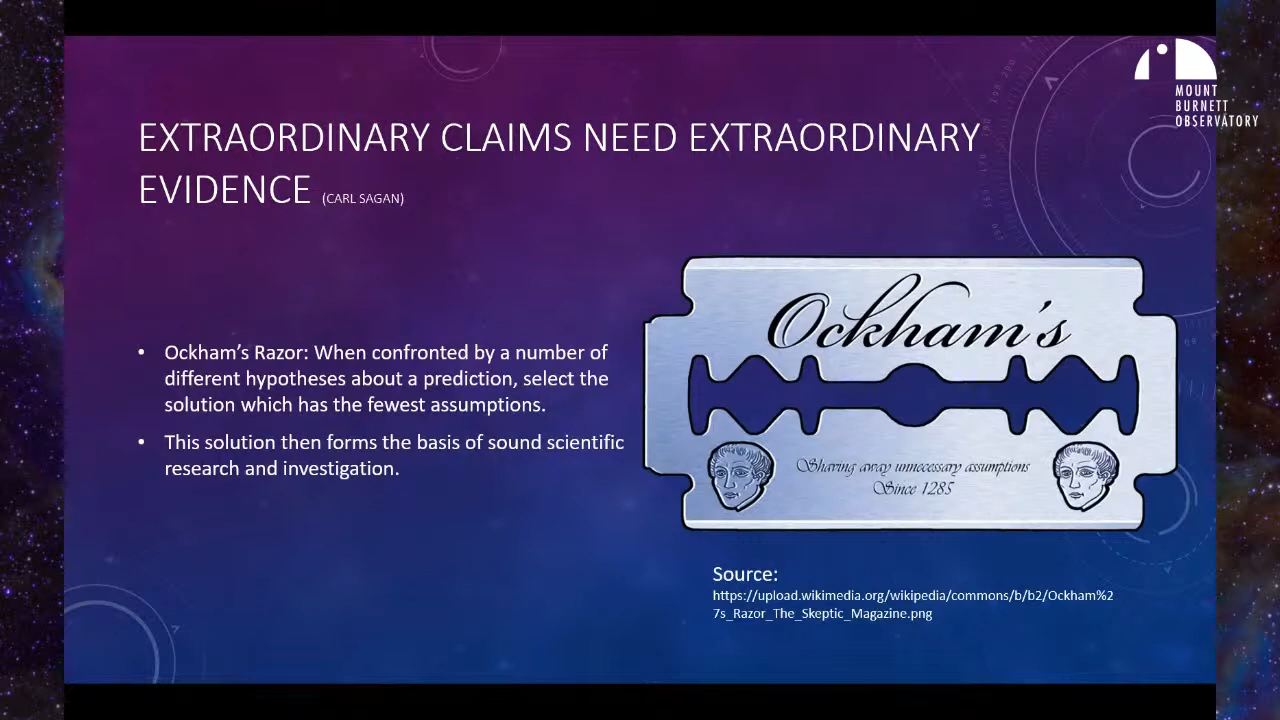 MOUNT
BURNETT
OBSERVATORY
EXTRAORDINARY CLAIMS NEED EXTRAORDINARY
EVIDENCE (CARL SAGAN)
• Ockham's Razor: When confronted by a number of
different hypotheses about a prediction, select the
solution which has the fewest assumptions.
• This solution then forms the basis of sound scientific
research and investigation.
Ockham's
Shaving away unnecessary assumptions
Since 1285
Source:
https://upload.wikimedia.org/wikipedia/commons/b/b2/Ockham%2
7s_Razor_The_Skeptic_Magazine.png